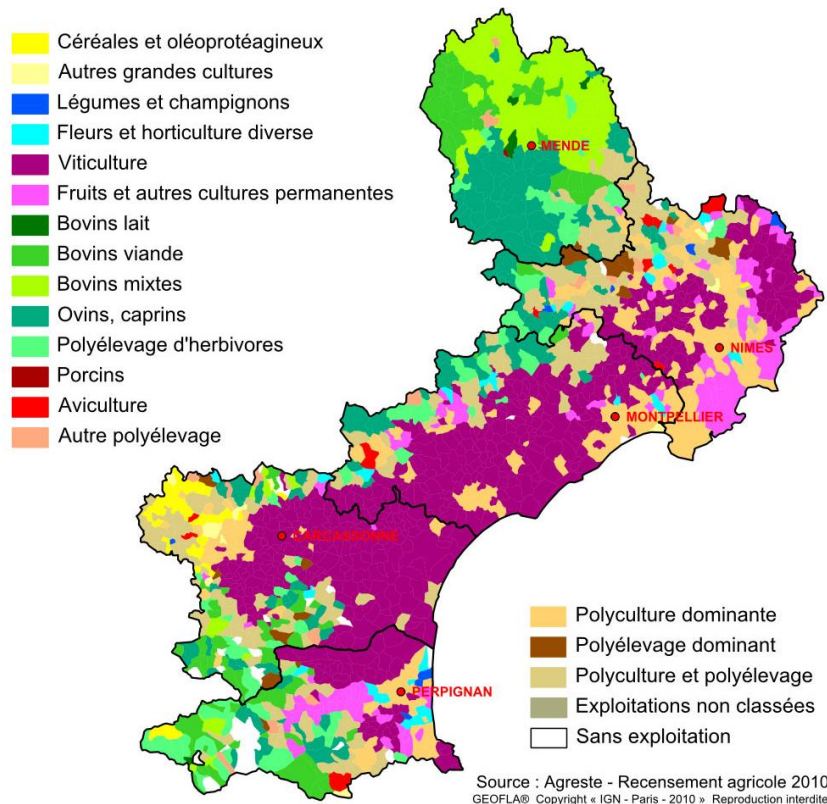 Céréales et oléoprotéagineux
Autres grandes cultures
Légumes et champignons
Fleurs et horticulture diverse
Viticulture
Fruits et autres cultures permanentes
Bovins lait
Bovins viande
Bovins mixtes
Ovins, caprins
Polyélevage d'herbivores
Porcins
Aviculture
Autre polyélevage
MENDE
NIMES
MONTPELLIER
CARCASSONNE
PERPIGNAN
Polyculture dominante
Polyélevage dominant
Polyculture et polyélevage
Exploitations non classées
Sans exploitation
Source : Agreste - Recensement agricole 2010
GEOFLA® Copyright « IGN - Paris - 2010 » Reproduction interdite